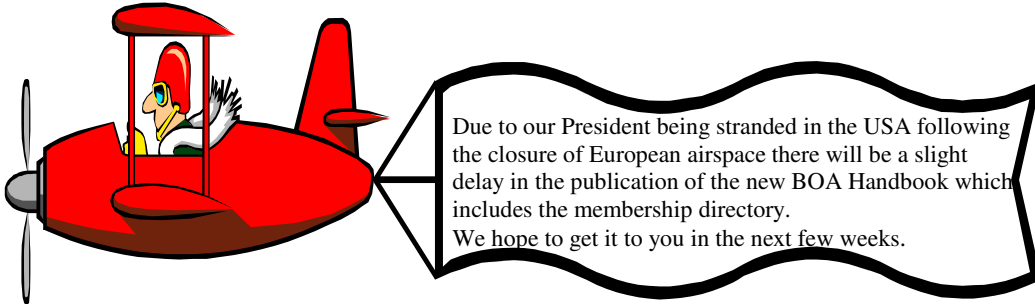 Due to our President being stranded in the USA following
the closure of European airspace there will be a slight
delay in the publication of the new BOA Handbook which
includes the membership directory.
We hope to get it to you in the next few weeks.